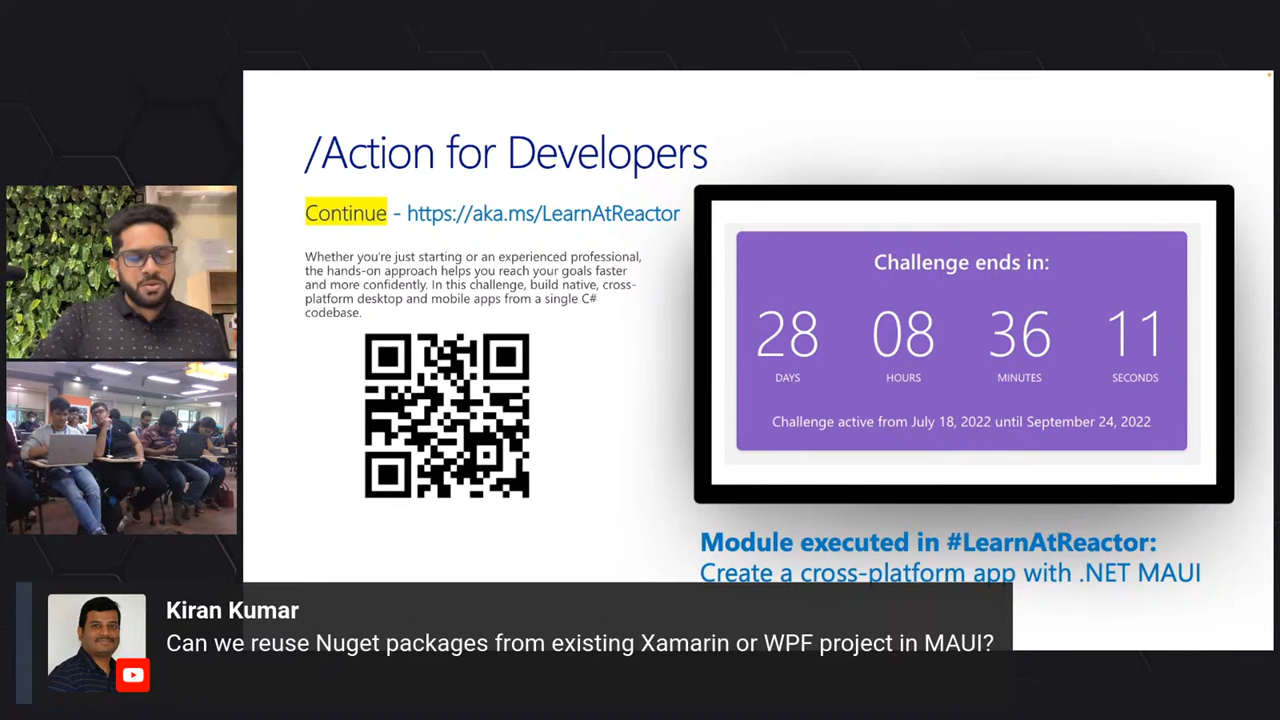 /Action for Developers
Continue - https://aka.ms/LearnAtReactor
Whether you're just starting or an experienced professional,
the hands-on approach helps you reach your goals faster
and more confidently. In this challenge, build native, cross-
platform desktop and mobile apps from a single C#
codebase.
Challenge ends in:
28 08 36 11
DAYS HOURS MINUTES SECONDS
Challenge active from July 18, 2022 until September 24, 2022
Module executed in #LearnAtReactor:
Create a cross-platform app with .NET MAUI
Kiran Kumar
Can we reuse Nuget packages from existing Xamarin or WPF project in MAUI?